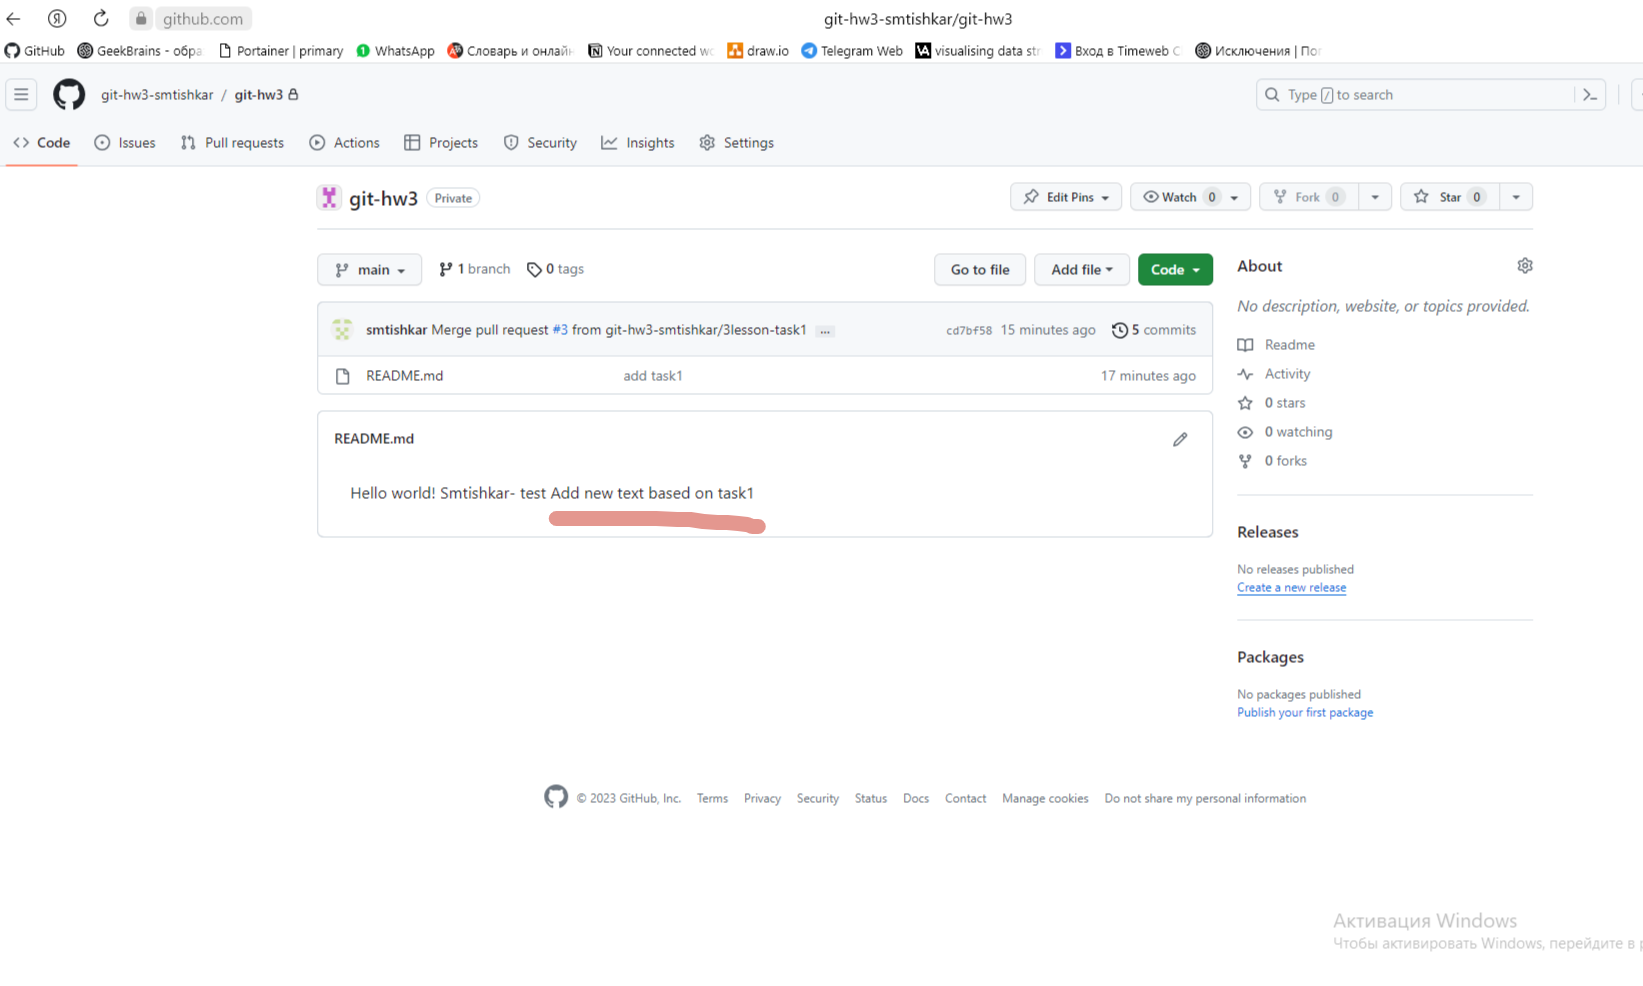 github.com
git-hw3-smtishkar/git-hw3
GitHub
GeekBrains - обра
Portainer | primary
WhatsApp
Словарь и онлайн
Your connected wo
draw.io
Telegram Web
visualising data str
Вход в Timeweb C
Исключения | Пог
git-hw3-smtishkar / git-hw3
Type / to search
Code
Issues
Pull requests
Actions
Projects
Security
Insights
Settings
git-hw3 Private
Edit Pins
Watch 0
Fork 0
Star 0
main
1 branch
0 tags
Go to file
Add file
Code
smtishkar Merge pull request #3 from git-hw3-smtishkar/3lesson-task1 ...
cd7bf58 15 minutes ago
5 commits
README.md
add task1
17 minutes ago
README.md
Hello world! Smtishkar- test Add new text based on task1
About
No description, website, or topics provided.
Readme
Activity
0 stars
0 watching
0 forks
Releases
No releases published
Create a new release
Packages
No packages published
Publish your first package
© 2023 GitHub, Inc.
Terms
Privacy
Security
Status
Docs
Contact
Manage cookies
Do not share my personal information
Активация Windows
Чтобы активировать Windows, перейдите в